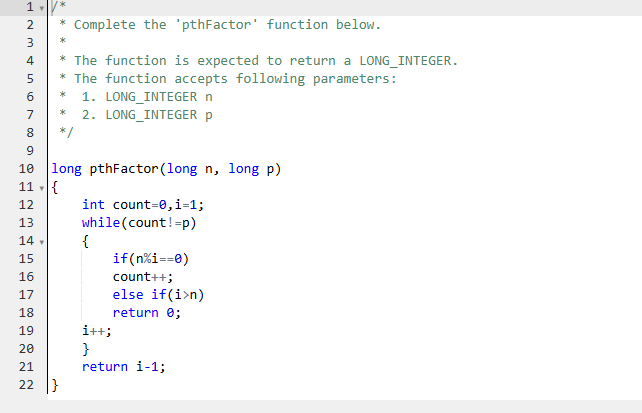 1 /*
2  * Complete the 'pthFactor' function below.
3  *
4  * The function is expected to return a LONG_INTEGER.
5  * The function accepts following parameters:
6  *  1. LONG_INTEGER n
7  *  2. LONG_INTEGER p
8  */
9
10 long pthFactor(long n, long p)
11 {
12     int count=0,i=1;
13     while(count!=p)
14     {
15         if(n%i==0)
16         count++;
17         else if(i>n)
18         return 0;
19     i++;
20     }
21     return i-1;
22 }